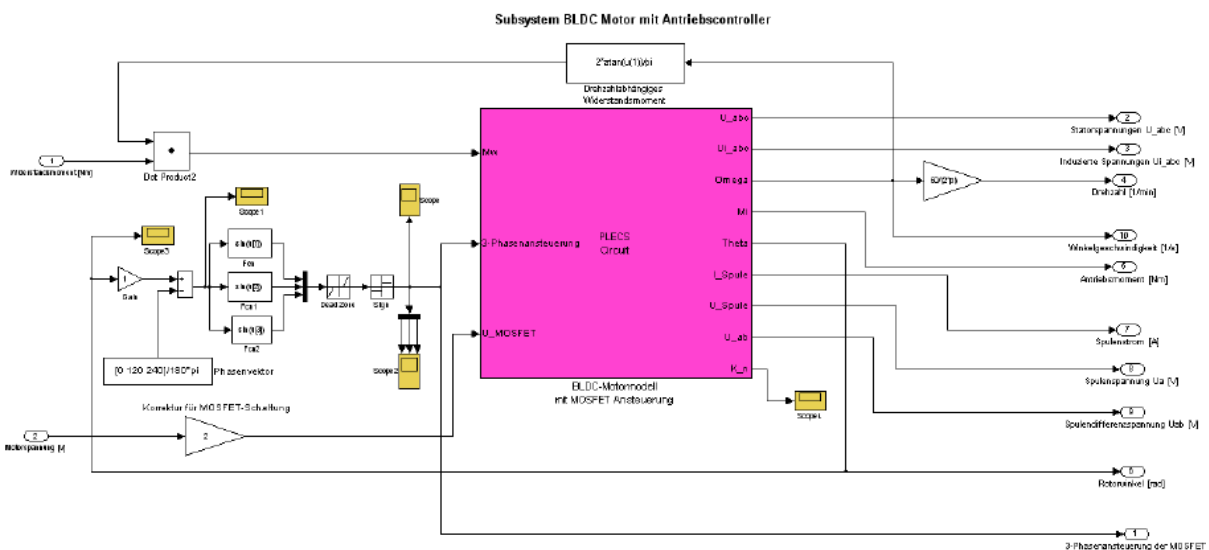 Subsystem BLDC Motor mit Antriebscontroller
2*atan(u(1))/pi
Drehzahlabhängiges
Widerstandsmoment
U_abc
2
Statorspannungen U_abc [V]
1
Widerstandsmoment [Nm]
Dot Product2
Mw
Ui_abc
3
Induzierte Spannungen Ui_abc [V]
Omega
60/(2*pi)
4
Drehzahl [1/min]
Scope1
Scope
Mi
10
Winkelgeschwindigkeit [1/s]
Scope3
sin(u[1])
Fcn
3-Phasenansteuerung
PLECS
Circuit
Theta
Antriebsmoment [Nm]
Gain
sin(u[2])
Fcn1
Dead Zone
Sign
I_Spule
U_Spule
sin(u[3])
Fcn2
U_MOSFET
U_ab
7
Spulenstrom [A]
[0 120 240]/180*pi
Phasenvektor
Scope2
K_n
8
Spulenspannung Ua [V]
BLDC-Motormodell
mit MOSFET Ansteuerung
Korrektur für MOSFET-Schaltung
9
Spulendifferenzspannung Uab [V]
2
Motorspannung [V]
2
Rotorwinkel [rad]
1
3-Phasenansteuerung der MOSFET